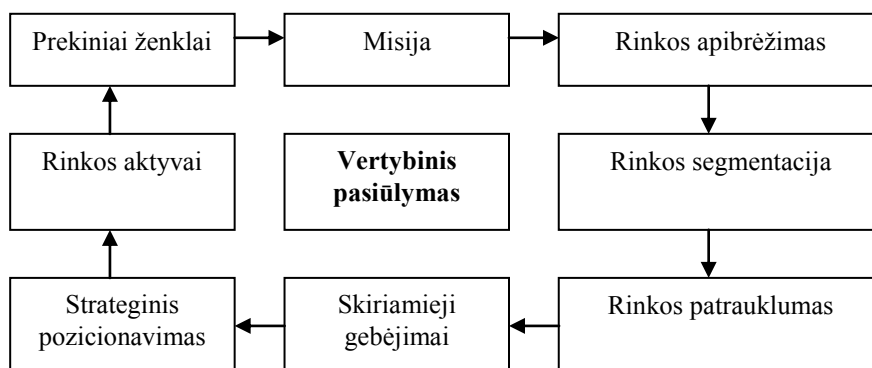 Prekiniai ženklai
Misija
Rinkos apibrėžimas
Rinkos aktyvai
Vertybinis
pasiūlymas
Rinkos segmentacija
Strateginis
pozicionavimas
Skiriamieji
gebėjimai
Rinkos patrauklumas